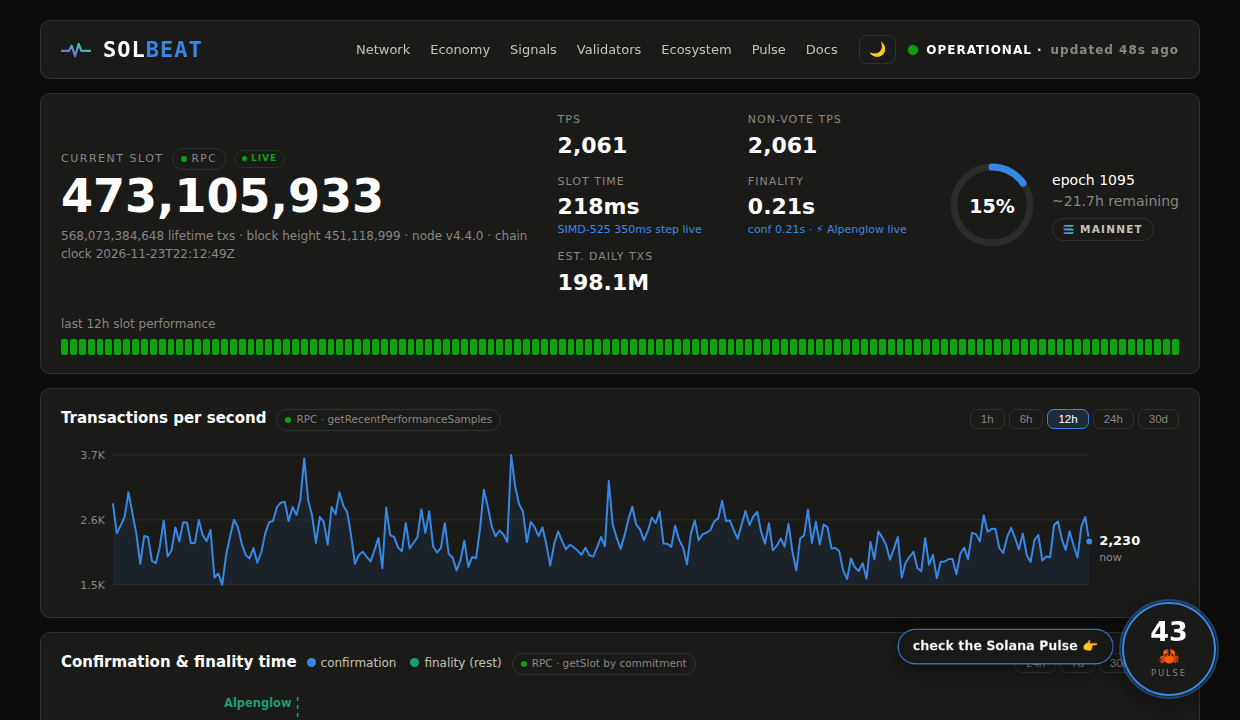 SOLBEAT
Network Economy Signals Validators Ecosystem Pulse Docs
OPERATIONAL · updated 48s ago
CURRENT SLOT RPC LIVE
473,105,933
568,073,384,648 lifetime txs · block height 451,118,999 · node v4.4.0 · chain
clock 2026-11-23T22:12:49Z
TPS
2,061
NON-VOTE TPS
2,061
SLOT TIME
218ms
SIMD-525 350ms step live
FINALITY
0.21s
conf 0.21s · ⚡ Alpenglow live
EST. DAILY TXS
198.1M
15%
epoch 1095
~21.7h remaining
MAINNET
last 12h slot performance
Transactions per second RPC · getRecentPerformanceSamples
1h 6h 12h 24h 30d
3.7K
2.6K
1.5K
2,230
now
Confirmation & finality time confirmation finality (rest) RPC · getSlot by commitment
check the Solana Pulse 👉
43
🦀
PULSE
Alpenglow